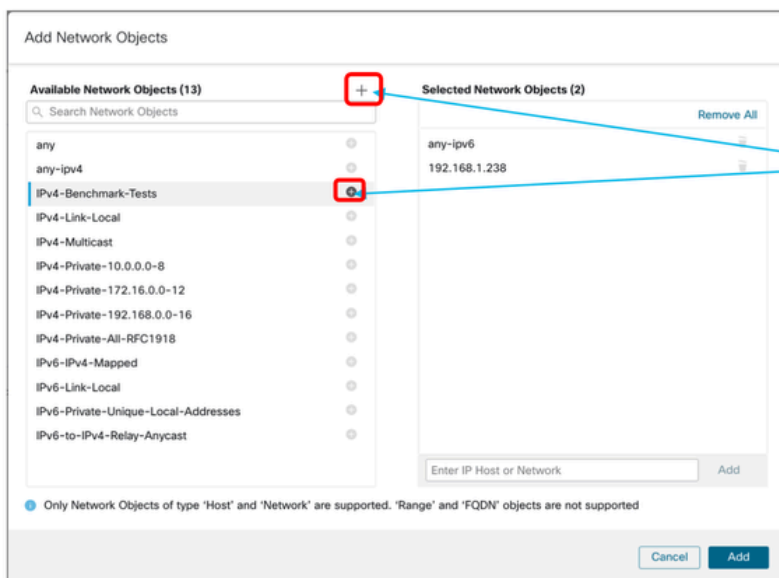 Add Network Objects
Available Network Objects (13)
Search Network Objects
any
any-ipv4
IPv4-Benchmark-Tests
IPv4-Link-Local
IPv4-Multicast
IPv4-Private-10.0.0.0-8
IPv4-Private-172.16.0.0-12
IPv4-Private-192.168.0.0-16
IPv4-Private-All-RFC1918
IPv6-IPv4-Mapped
IPv6-Link-Local
IPv6-Private-Unique-Local-Addresses
IPv6-to-IPv4-Relay-Anycast
Selected Network Objects (2)
Remove All
any-ipv6
192.168.1.238
Enter IP Host or Network
Add
Only Network Objects of type 'Host' and 'Network' are supported. 'Range' and 'FQDN' objects are not supported
Cancel
Add